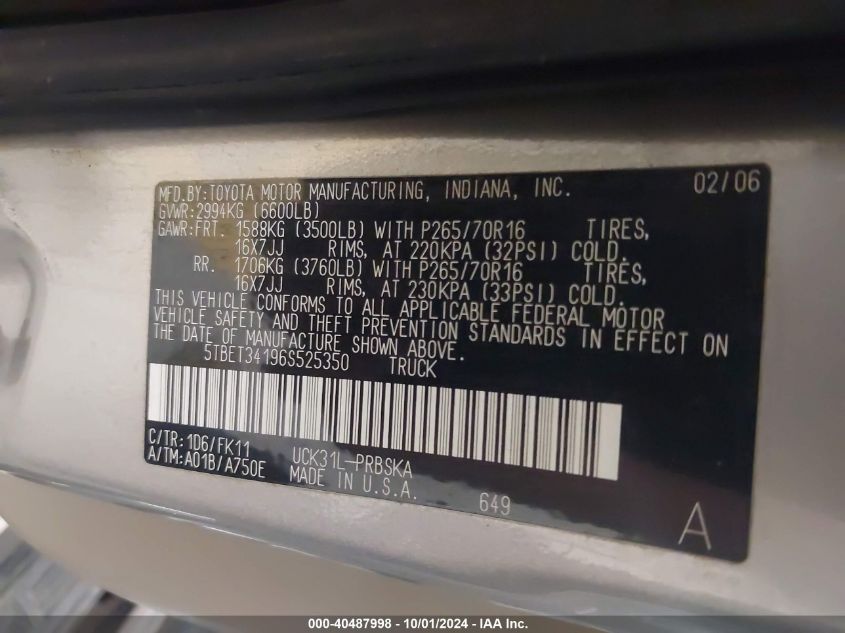 MFD.BY:TOYOTA MOTOR MANUFACTURING, INDIANA, INC. 02/06
GVWR:2994KG (6600LB)
GAWR:FRT. 1588KG (3500LB) WITH P265/70R16 TIRES,
16X7JJ RIMS, AT 220KPA (32PSI) COLD.
RR. 1706KG (3760LB) WITH P265/70R16 TIRES,
16X7JJ RIMS, AT 230KPA (33PSI) COLD.
THIS VEHICLE CONFORMS TO ALL APPLICABLE FEDERAL MOTOR
VEHICLE SAFETY AND THEFT PREVENTION STANDARDS IN EFFECT ON
THE DATE OF MANUFACTURE SHOWN ABOVE.
5TBET34196S525350 TRUCK
C/TR:1D6/FK11 UCK31L-PRBSKA
A/TM:A01B/A750E MADE IN U.S.A.
649 A
000-40487998 - 10/01/2024 - IAA Inc.